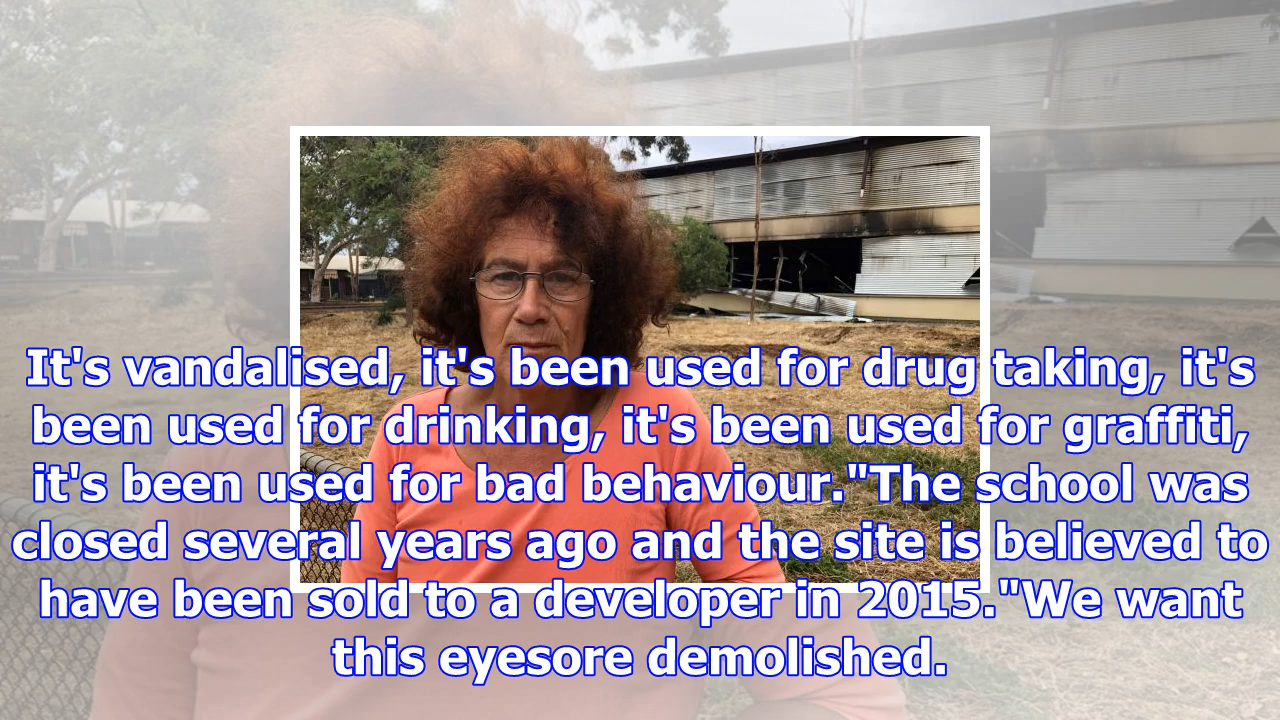 It's vandalised, it's been used for drug taking, it's
been used for drinking, it's been used for graffiti,
it's been used for bad behaviour."The school was
closed several years ago and the site is believed to
have been sold to a developer in 2015."We want
this eyesore demolished.